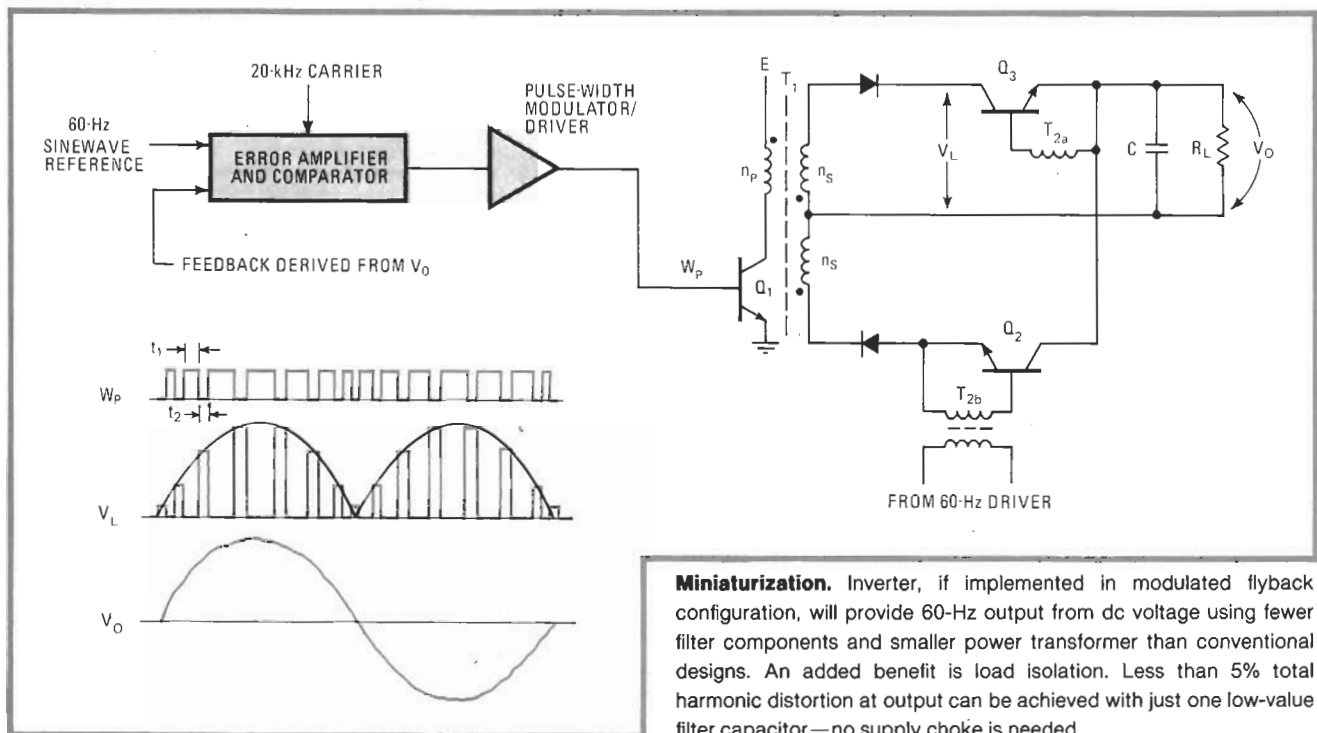 20-kHz CARRIER
60-Hz
SINEWAVE
REFERENCE
ERROR AMPLIFIER
AND COMPARATOR
PULSE-WIDTH
MODULATOR/
DRIVER
FEEDBACK DERIVED FROM V₀
E
T₁
nP
nS
nS
WP
Q₁
Q₃
T₂ₐ
VL
C
RL
VO
Q₂
T2b
FROM 60-Hz DRIVER
t₁
WP
t₂
VL
VO
Miniaturization. Inverter, if implemented in modulated flyback
configuration, will provide 60-Hz output from dc voltage using fewer
filter components and smaller power transformer than conventional
designs. An added benefit is load isolation. Less than 5% total
harmonic distortion at output can be achieved with just one low-value
filter capacitor—no supply choke is needed